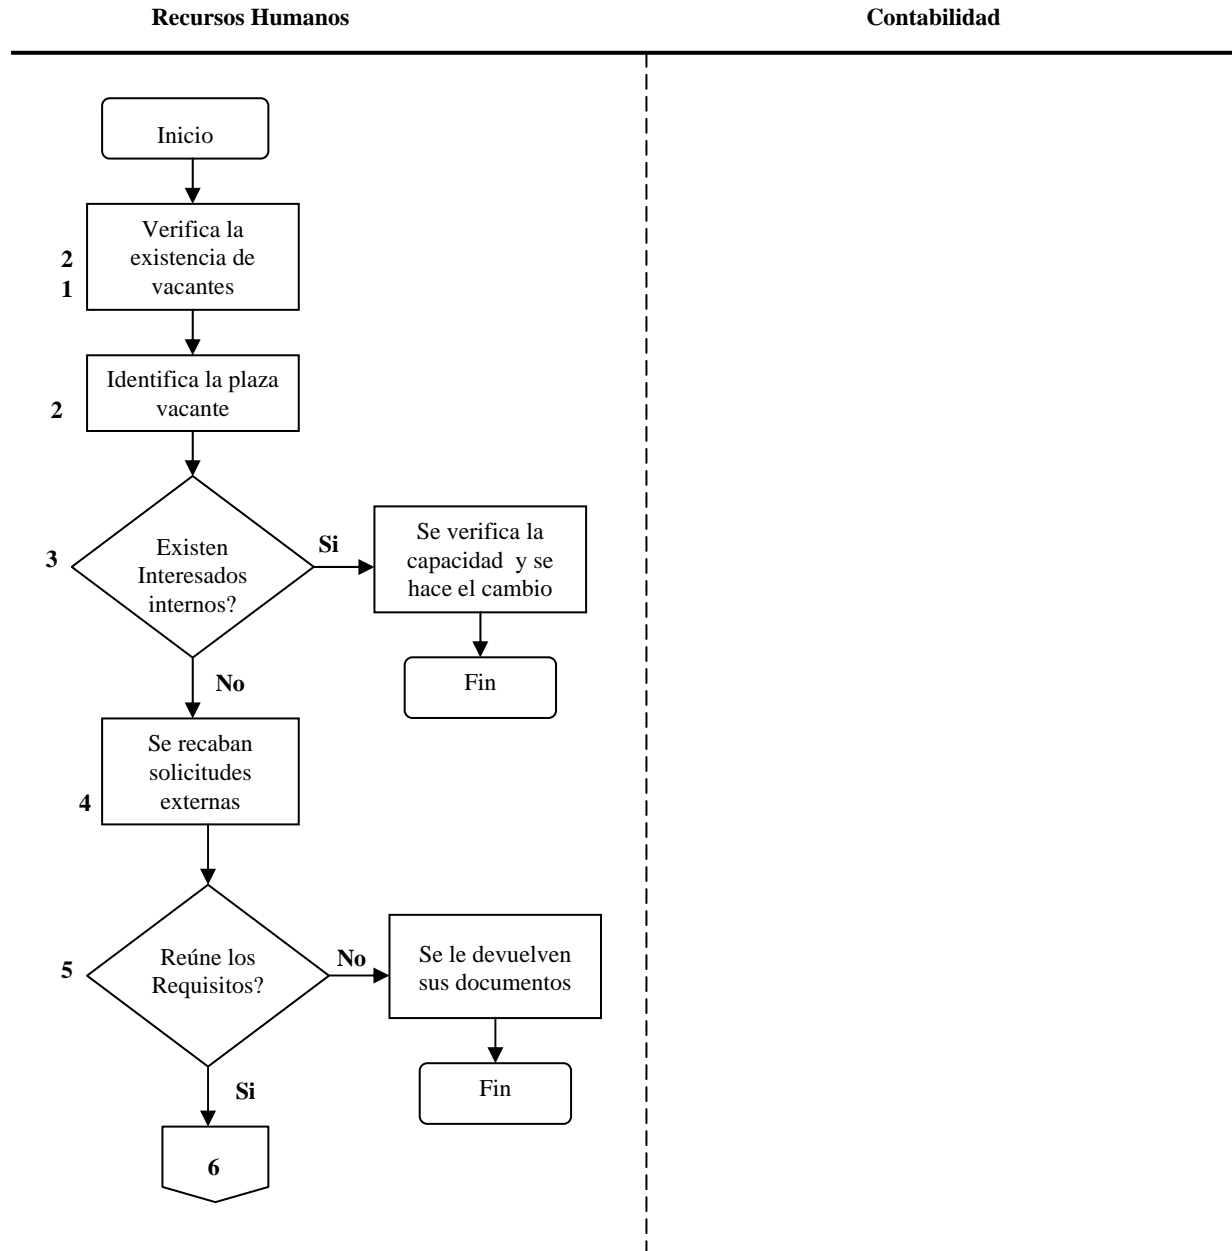 Recursos Humanos
Contabilidad
Inicio
Verifica la
existencia de
vacantes
2
1
Identifica la plaza
vacante
2
Existen
Interesados
internos?
3
Si
Se verifica la
capacidad y se
hace el cambio
Fin
No
Se recaban
solicitudes
externas
4
Reúne los
Requisitos?
5
No
Se le devuelven
sus documentos
Fin
Si
6